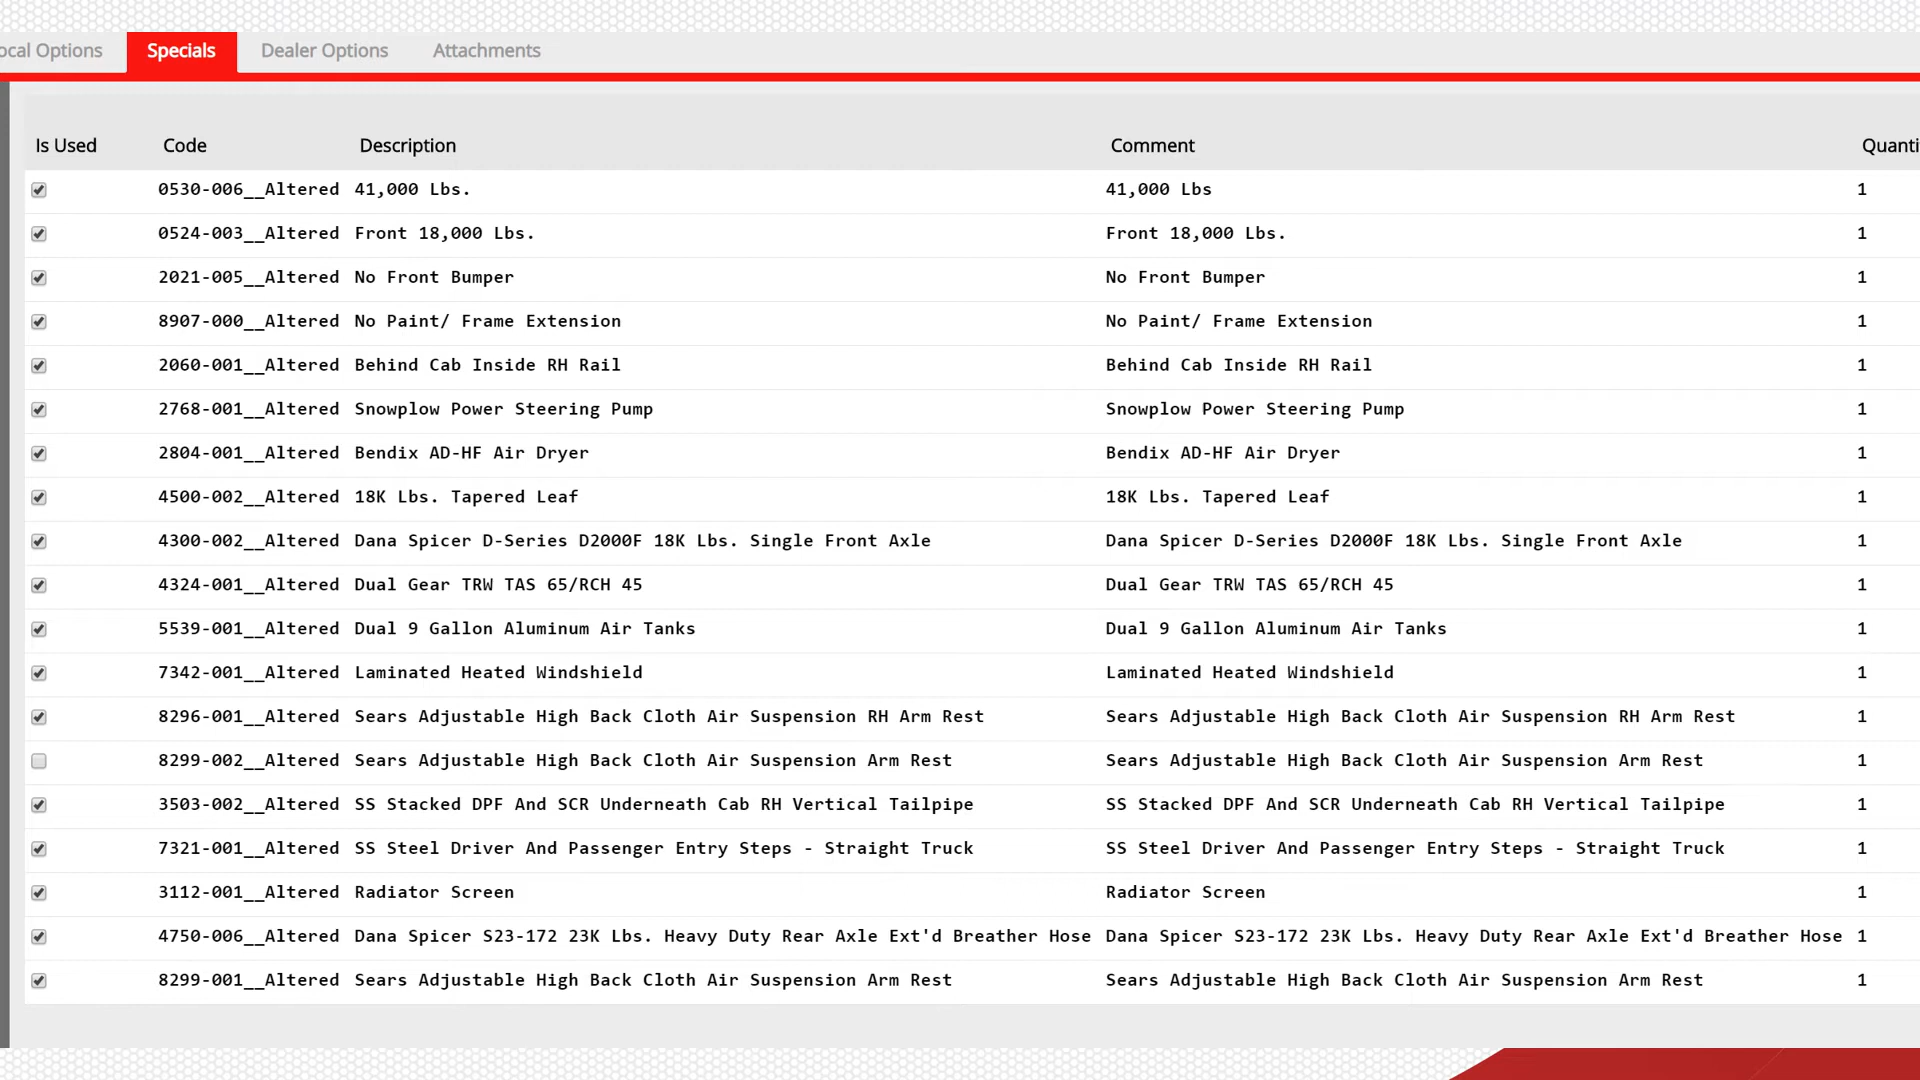 ocal Options Specials Dealer Options Attachments
Is Used Code Description Comment Quanti
0530-006__Altered 41,000 Lbs. 41,000 Lbs 1
0524-003__Altered Front 18,000 Lbs. Front 18,000 Lbs. 1
2021-005__Altered No Front Bumper No Front Bumper 1
8907-000__Altered No Paint/ Frame Extension No Paint/ Frame Extension 1
2060-001__Altered Behind Cab Inside RH Rail Behind Cab Inside RH Rail 1
2768-001__Altered Snowplow Power Steering Pump Snowplow Power Steering Pump 1
2804-001__Altered Bendix AD-HF Air Dryer Bendix AD-HF Air Dryer 1
4500-002__Altered 18K Lbs. Tapered Leaf 18K Lbs. Tapered Leaf 1
4300-002__Altered Dana Spicer D-Series D2000F 18K Lbs. Single Front Axle Dana Spicer D-Series D2000F 18K Lbs. Single Front Axle 1
4324-001__Altered Dual Gear TRW TAS 65/RCH 45 Dual Gear TRW TAS 65/RCH 45 1
5539-001__Altered Dual 9 Gallon Aluminum Air Tanks Dual 9 Gallon Aluminum Air Tanks 1
7342-001__Altered Laminated Heated Windshield Laminated Heated Windshield 1
8296-001__Altered Sears Adjustable High Back Cloth Air Suspension RH Arm Rest Sears Adjustable High Back Cloth Air Suspension RH Arm Rest 1
8299-002__Altered Sears Adjustable High Back Cloth Air Suspension Arm Rest Sears Adjustable High Back Cloth Air Suspension Arm Rest 1
3503-002__Altered SS Stacked DPF And SCR Underneath Cab RH Vertical Tailpipe SS Stacked DPF And SCR Underneath Cab RH Vertical Tailpipe 1
7321-001__Altered SS Steel Driver And Passenger Entry Steps - Straight Truck SS Steel Driver And Passenger Entry Steps - Straight Truck 1
3112-001__Altered Radiator Screen Radiator Screen 1
4750-006__Altered Dana Spicer S23-172 23K Lbs. Heavy Duty Rear Axle Ext'd Breather Hose Dana Spicer S23-172 23K Lbs. Heavy Duty Rear Axle Ext'd Breather Hose 1
8299-001__Altered Sears Adjustable High Back Cloth Air Suspension Arm Rest Sears Adjustable High Back Cloth Air Suspension Arm Rest 1